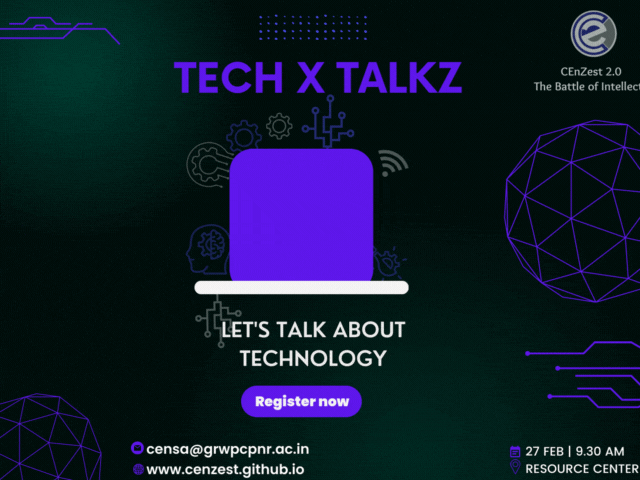 CEnZest 2.0
The Battle of Intellect
TECH X TALKZ
LET'S TALK ABOUT
TECHNOLOGY
Register now
censa@grwpcpnr.ac.in
www.cenzest.github.io
27 FEB | 9.30 AM
RESOURCE CENTER